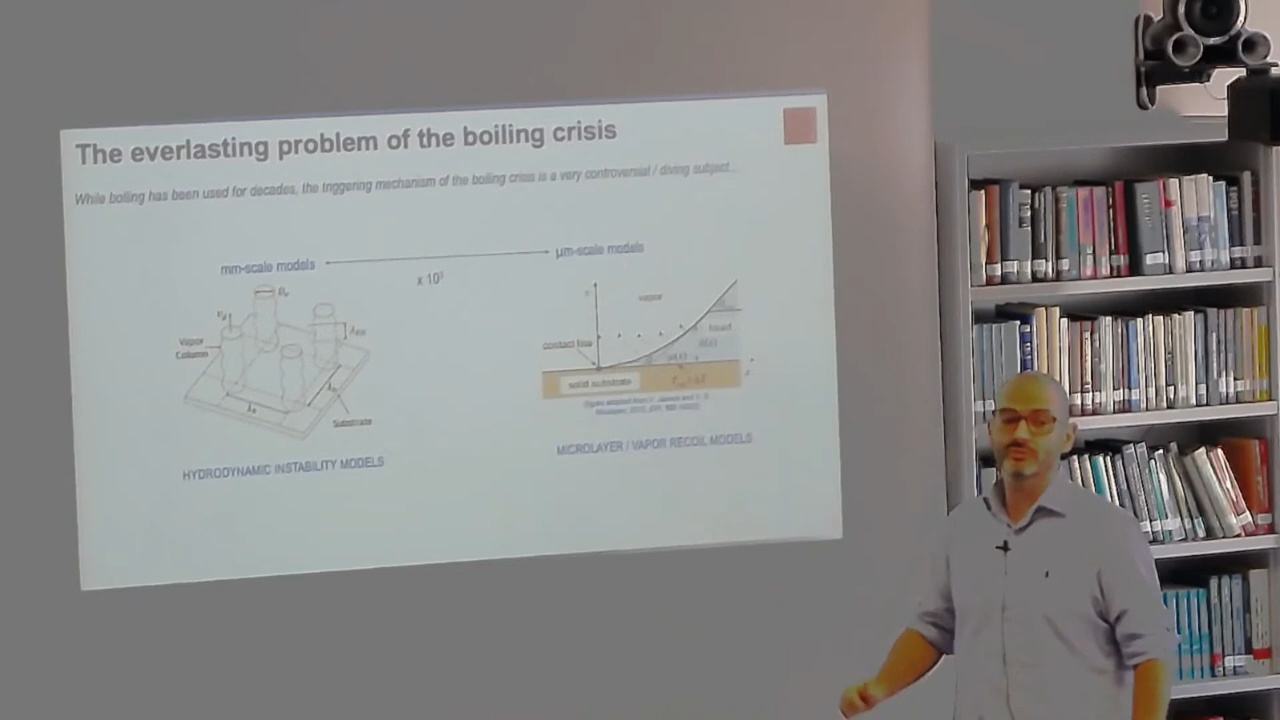 The everlasting problem of the boiling crisis
While boiling has been used for decades, the triggering mechanism of the boiling crisis is a very controversial / diving subject...
mm-scale models
µm-scale models
x 10³
Vapor
Column
Substrate
HYDRODYNAMIC INSTABILITY MODELS
vapor
liquid
contact line
solid substrate
MICROLAYER / VAPOR RECOIL MODELS